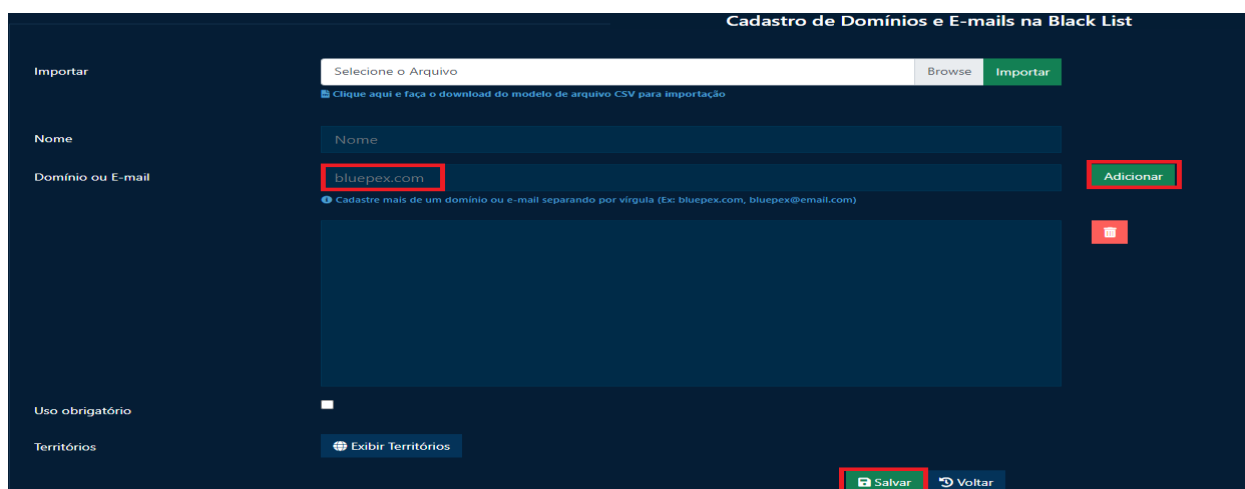 Cadastro de Domínios e E-mails na Black List
Importar Selecione o Arquivo Browse Importar
Clique aqui e faça o download do modelo de arquivo CSV para importação
Nome Nome
Domínio ou E-mail bluepex.com Adicionar
Cadastre mais de um domínio ou e-mail separando por vírgula (Ex: bluepex.com, bluepex@email.com)
Uso obrigatório
Territórios Exibir Territórios
Salvar Voltar